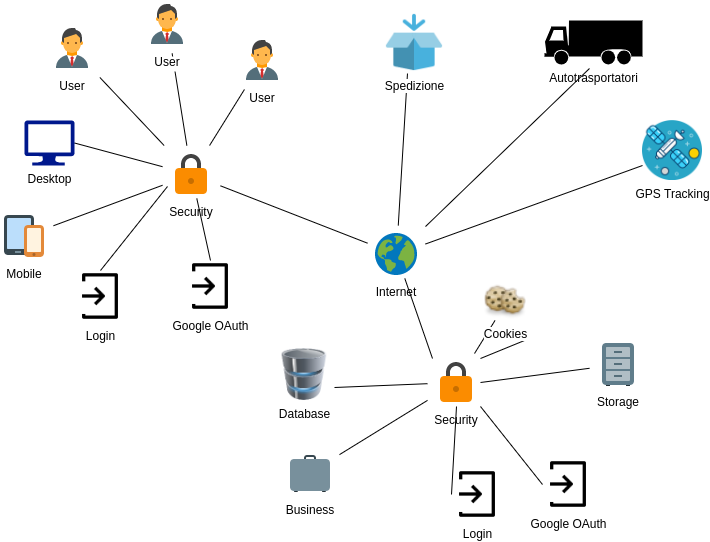 User
User
User
Spedizione
Autotrasportatori
Desktop
GPS Tracking
Security
Mobile
Internet
Login
Google OAuth
Cookies
Database
Security
Storage
Business
Login
Google OAuth